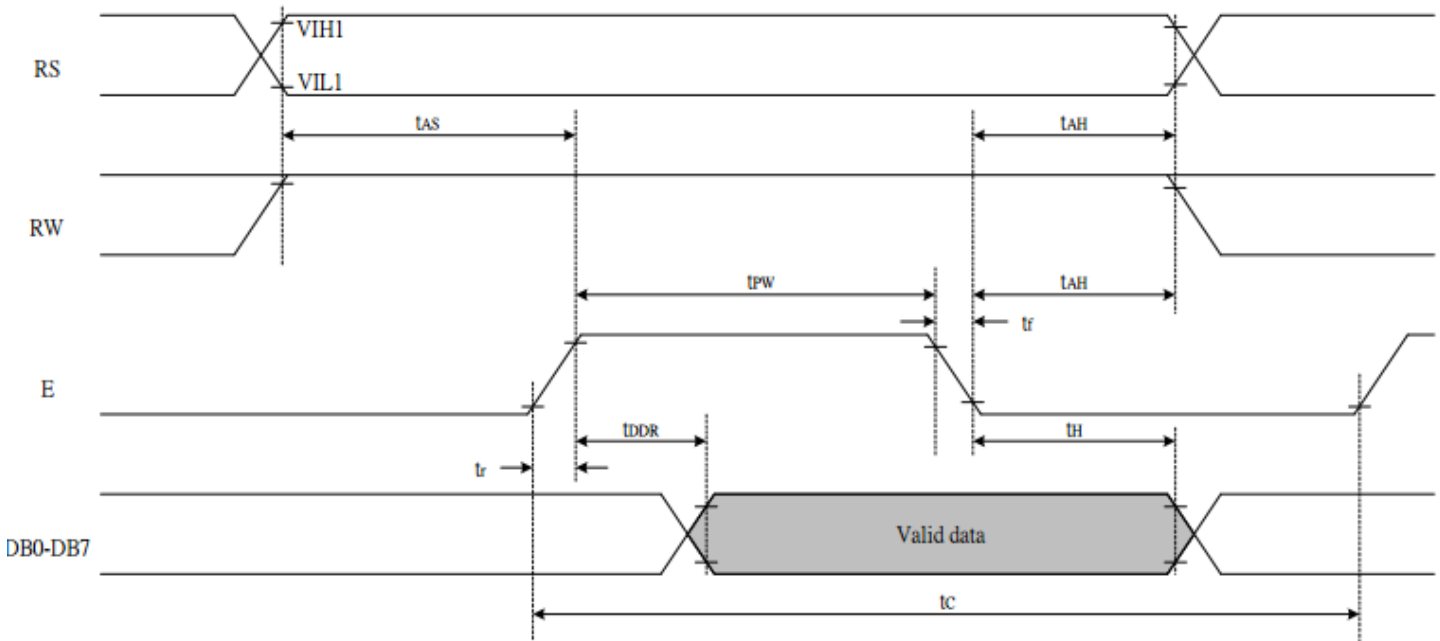 VIH1
RS
VIL1
tAS
tAH
RW
tPW
tAH
tf
E
tDDR
tH
tr
Valid data
DB0-DB7
tC